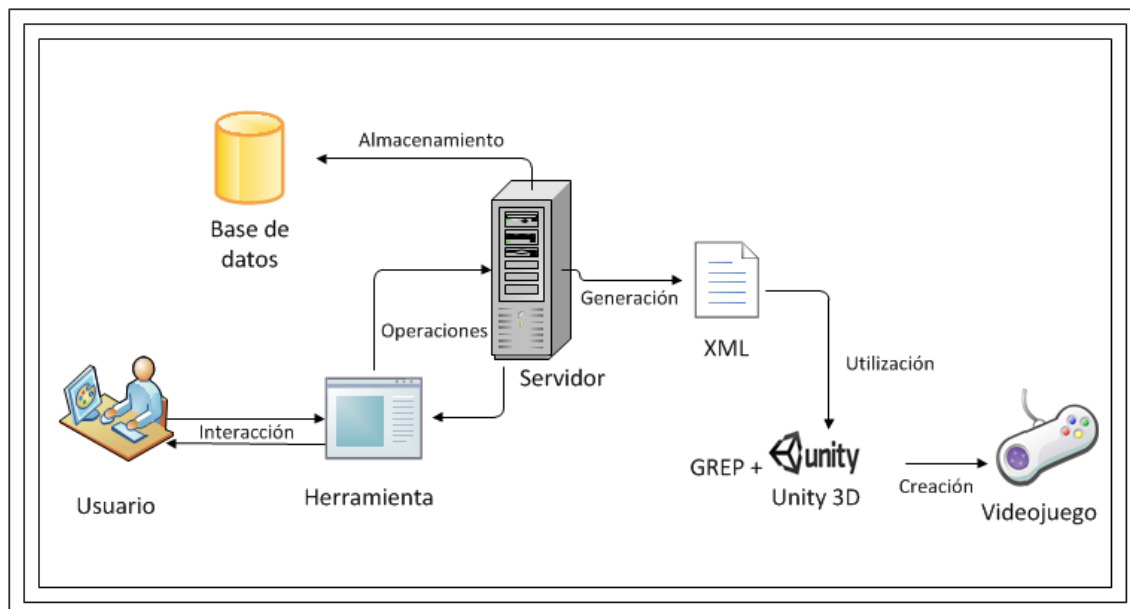 Almacenamiento
Base de
datos
Generación
Operaciones
XML
Servidor
Utilización
Interacción
GREP +
unity
Unity 3D
Creación
Usuario
Herramienta
Videojuego